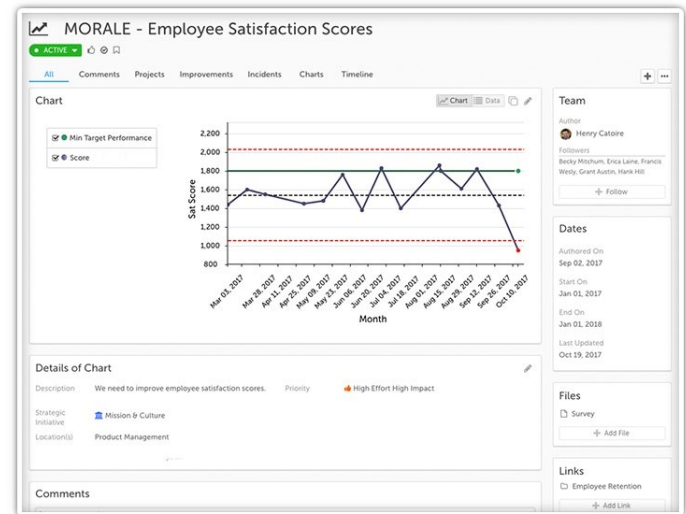 MORALE - Employee Satisfaction Scores
ACTIVE
All Comments Projects Improvements Incidents Charts Timeline
Chart
Chart Data
Min Target Performance
Score
2,200
2,000
1,800
1,600
1,400
1,200
1,000
800
Sat Score
Mar 03, 2017
Mar 28, 2017
Apr 11, 2017
Apr 25, 2017
May 09, 2017
May 23, 2017
Jun 06, 2017
Jun 20, 2017
Jul 04, 2017
Jul 18, 2017
Aug 01, 2017
Aug 15, 2017
Aug 29, 2017
Sep 12, 2017
Sep 26, 2017
Oct 10, 2017
Month
Details of Chart
Description We need to improve employee satisfaction scores. Priority High Effort High Impact
Strategic
Initiative
Mission & Culture
Location(s) Product Management
Comments
Team
Author
Henry Catoire
Followers
Becky Mitchum, Erica Laine, Francis
Wesly, Grant Austin, Hank Hill
Follow
Dates
Authored On
Sep 02, 2017
Start On
Jan 01, 2017
End On
Jan 01, 2018
Last Updated
Oct 19, 2017
Files
Survey
Add File
Links
Employee Retention
Add Link